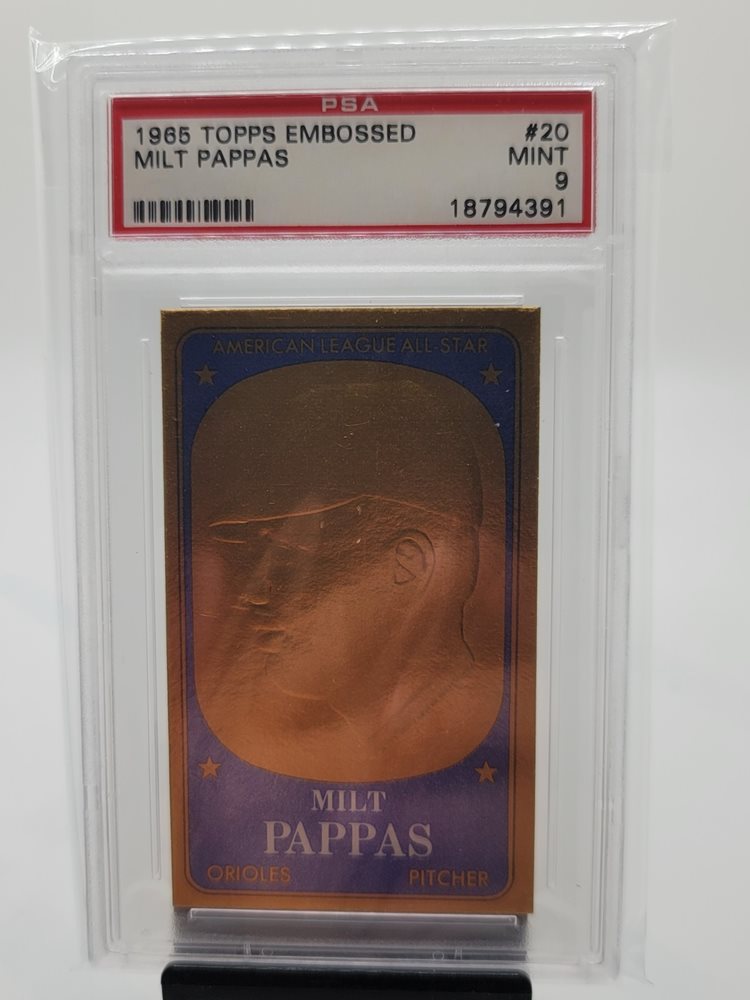 PSA
1965 TOPPS EMBOSSED #20
MILT PAPPAS MINT
9
18794391
AMERICAN LEAGUE ALL-STAR
MILT
PAPPAS
ORIOLES PITCHER